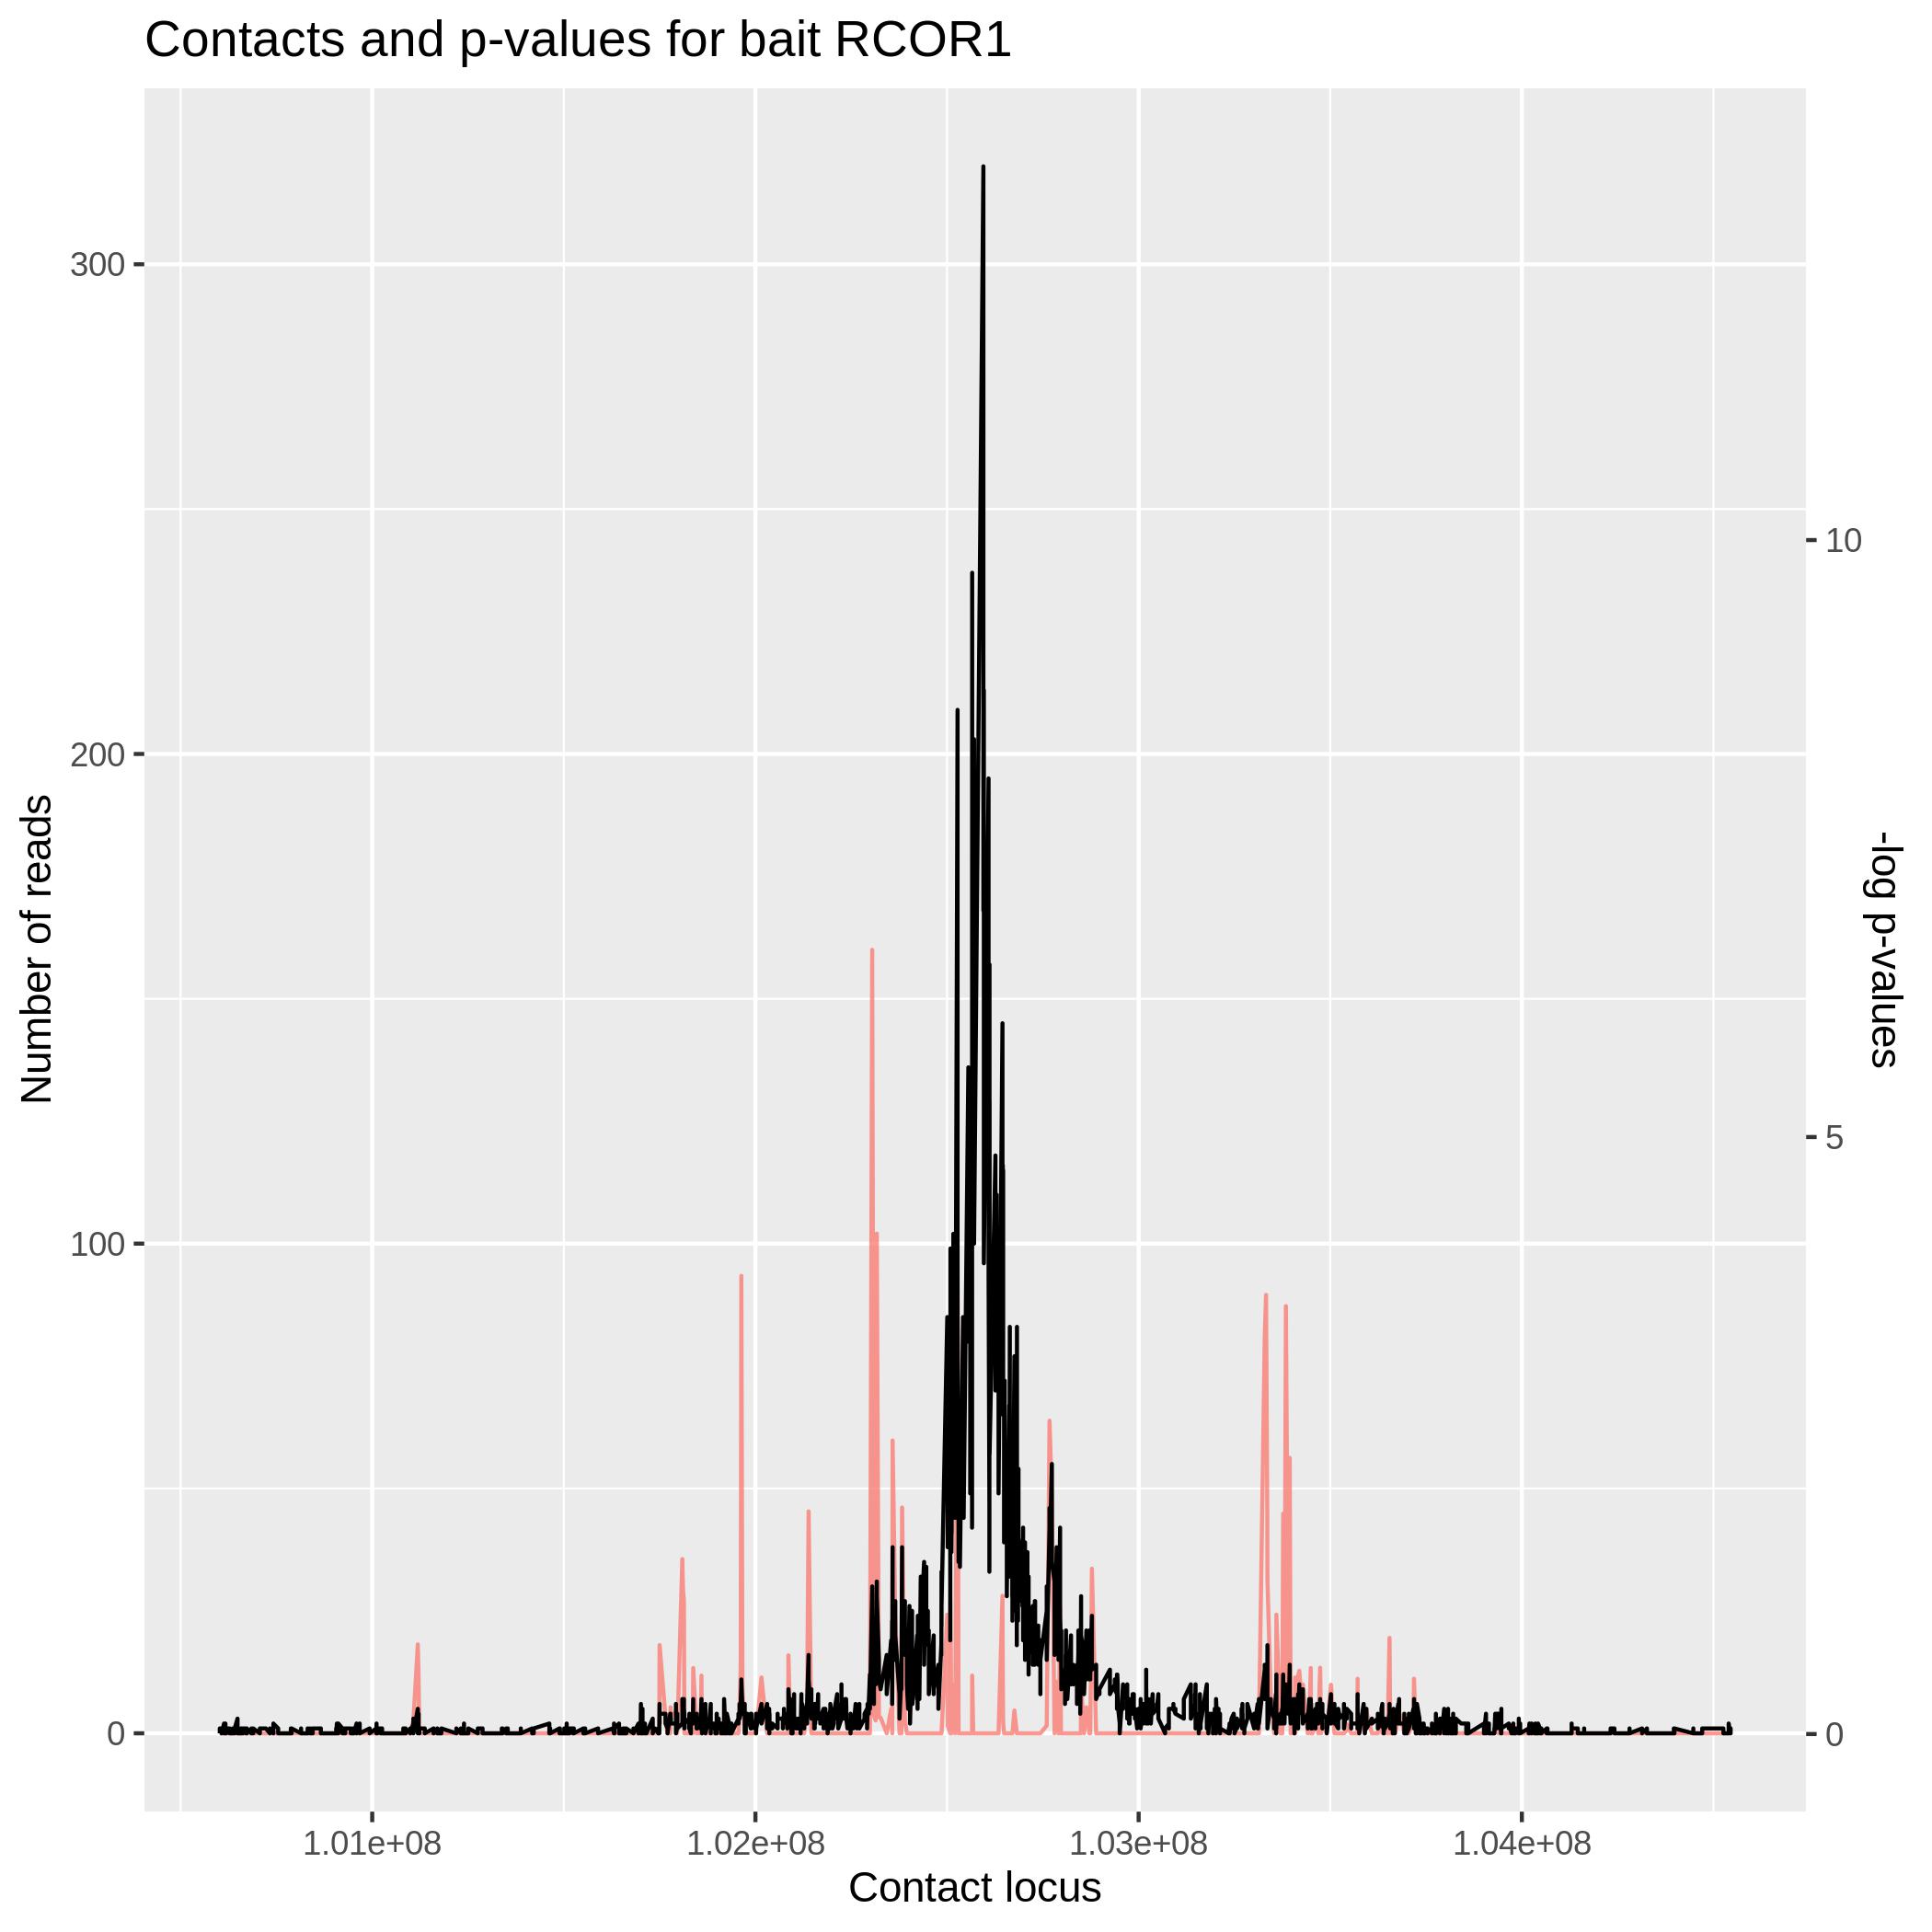 Contacts and p-values for bait RCOR1
Number of reads
300
200
100
0
10
5
0
-log p-values
1.01e+08
1.02e+08
1.03e+08
1.04e+08
Contact locus